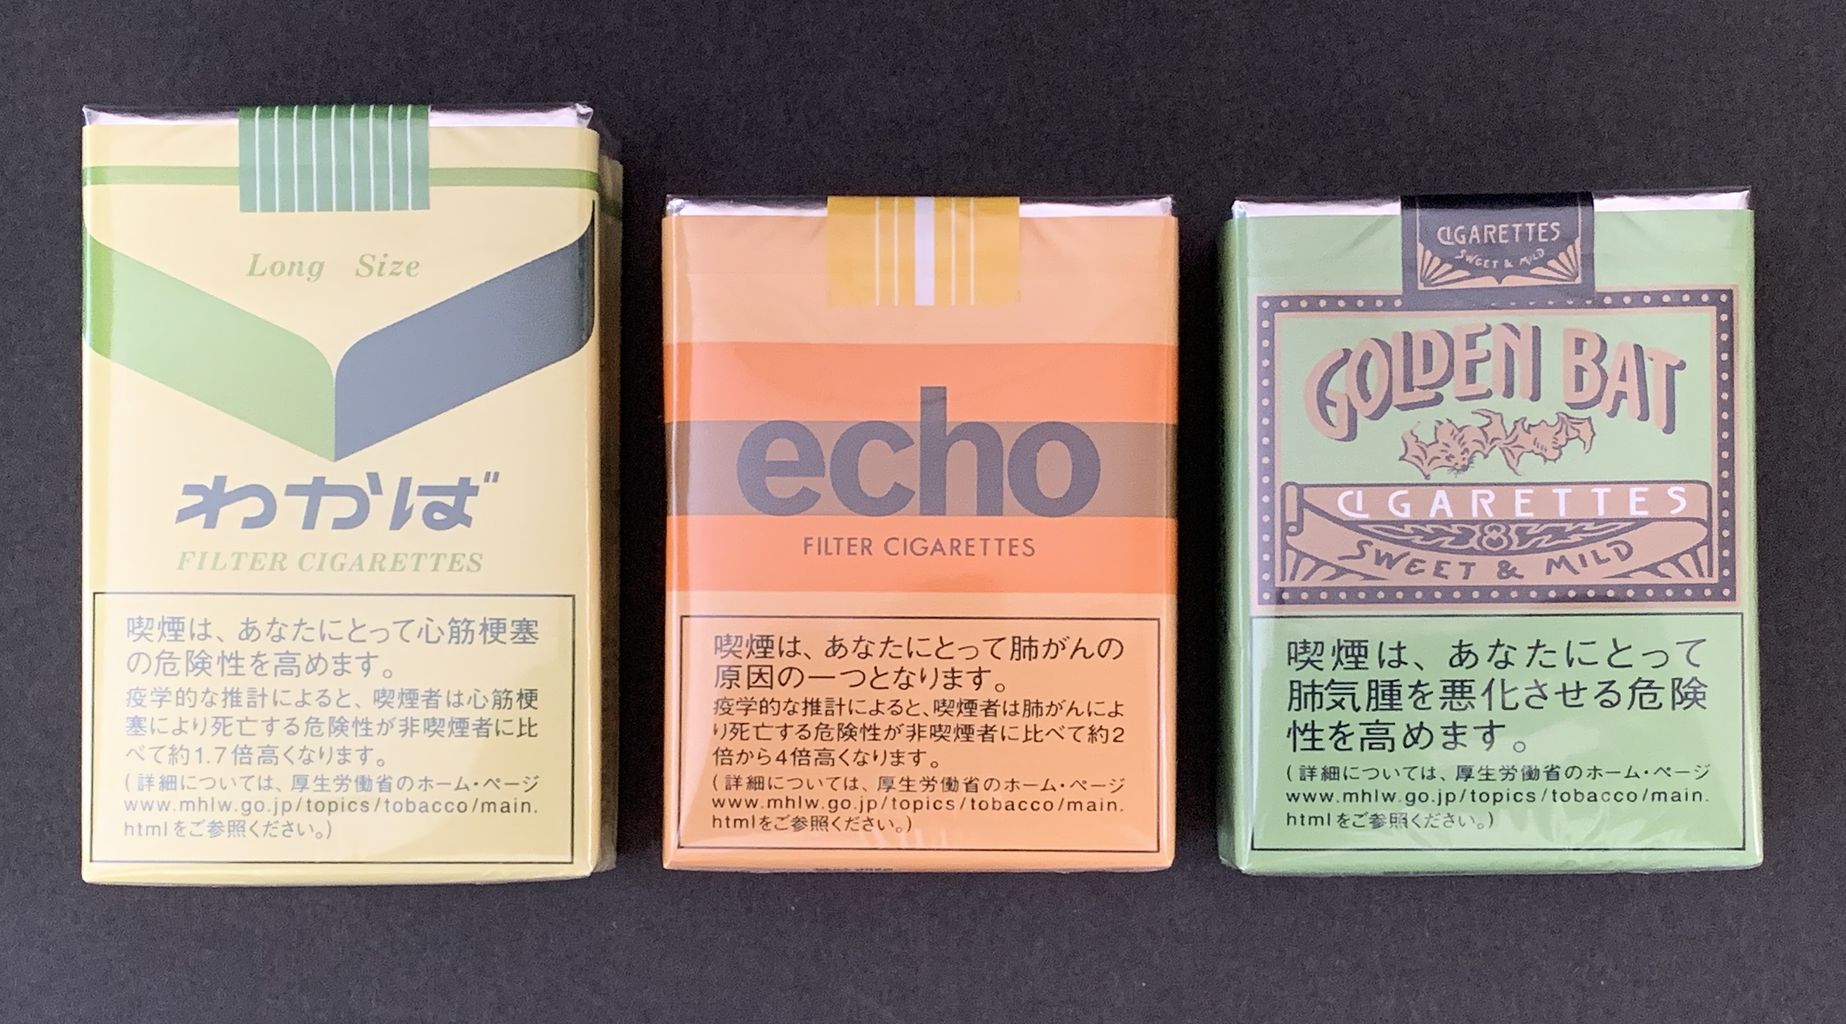 Long Size
わかば
FILTER CIGARETTES
喫煙は、あなたにとって心筋梗塞
の危険性を高めます。
疫学的な推計によると、喫煙者は心筋梗
塞により死亡する危険性が非喫煙者に比
べて約1.7倍高くなります。
(詳細については、厚生労働省のホーム・ページ
www.mhlw.go.jp/topics/tobacco/main.
htmlをご参照ください。)
echo
FILTER CIGARETTES
喫煙は、あなたにとって肺がんの
原因の一つとなります。
疫学的な推計によると、喫煙者は肺がんによ
り死亡する危険性が非喫煙者に比べて約2
倍から4倍高くなります。
(詳細については、厚生労働省のホーム・ページ
www.mhlw.go.jp/topics/tobacco/main.
htmlをご参照ください。)
CIGARETTES
SWEET & MILD
GOLDEN BAT
CIGARETTES
8
SWEET & MILD
喫煙は、あなたにとって
肺気腫を悪化させる危険
性を高めます。
(詳細については、厚生労働省のホーム・ページ
www.mhlw.go.jp/topics/tobacco/main.
htmlをご参照ください。)